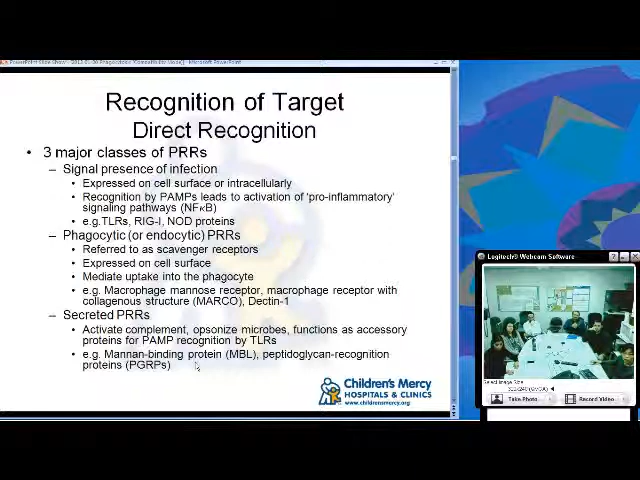 Recognition of Target
Direct Recognition
• 3 major classes of PRRs
– Signal presence of infection
• Expressed on cell surface or intracellularly
• Recognition by PAMPs leads to activation of 'pro-inflammatory'
signaling pathways (NFκB)
• e.g.TLRs, RIG-I, NOD proteins
– Phagocytic (or endocytic) PRRs
• Referred to as scavenger receptors
• Expressed on cell surface
• Mediate uptake into the phagocyte
• e.g. Macrophage mannose receptor, macrophage receptor with
collagenous structure (MARCO), Dectin-1
– Secreted PRRs
• Activate complement, opsonize microbes, functions as accessory
proteins for PAMP recognition by TLRs
• e.g. Mannan-binding protein (MBL), peptidoglycan-recognition
proteins (PGRPs)
Children's Mercy
HOSPITALS & CLINICS
www.childrensmercy.org
Logitech® Webcam Software
Select Image Size
Take Photo
Record Video